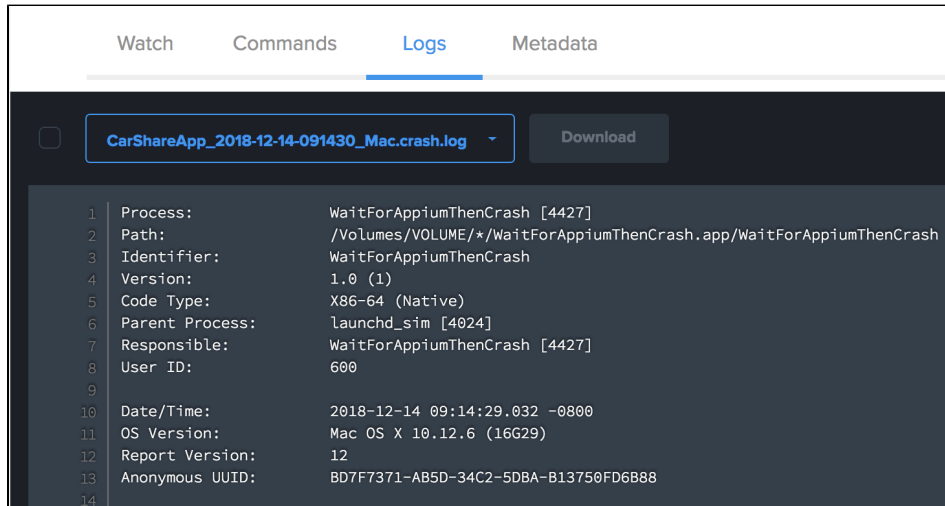 Watch Commands Logs Metadata
CarShareApp_2018-12-14-091430_Mac.crash.log Download
1 Process: WaitForAppiumThenCrash [4427]
2 Path: /Volumes/VOLUME/*/WaitForAppiumThenCrash.app/WaitForAppiumThenCrash
3 Identifier: WaitForAppiumThenCrash
4 Version: 1.0 (1)
5 Code Type: X86-64 (Native)
6 Parent Process: launchd_sim [4024]
7 Responsible: WaitForAppiumThenCrash [4427]
8 User ID: 600
9
10 Date/Time: 2018-12-14 09:14:29.032 -0800
11 OS Version: Mac OS X 10.12.6 (16G29)
12 Report Version: 12
13 Anonymous UUID: BD7F7371-AB5D-34C2-5DBA-B13750FD6B88
14